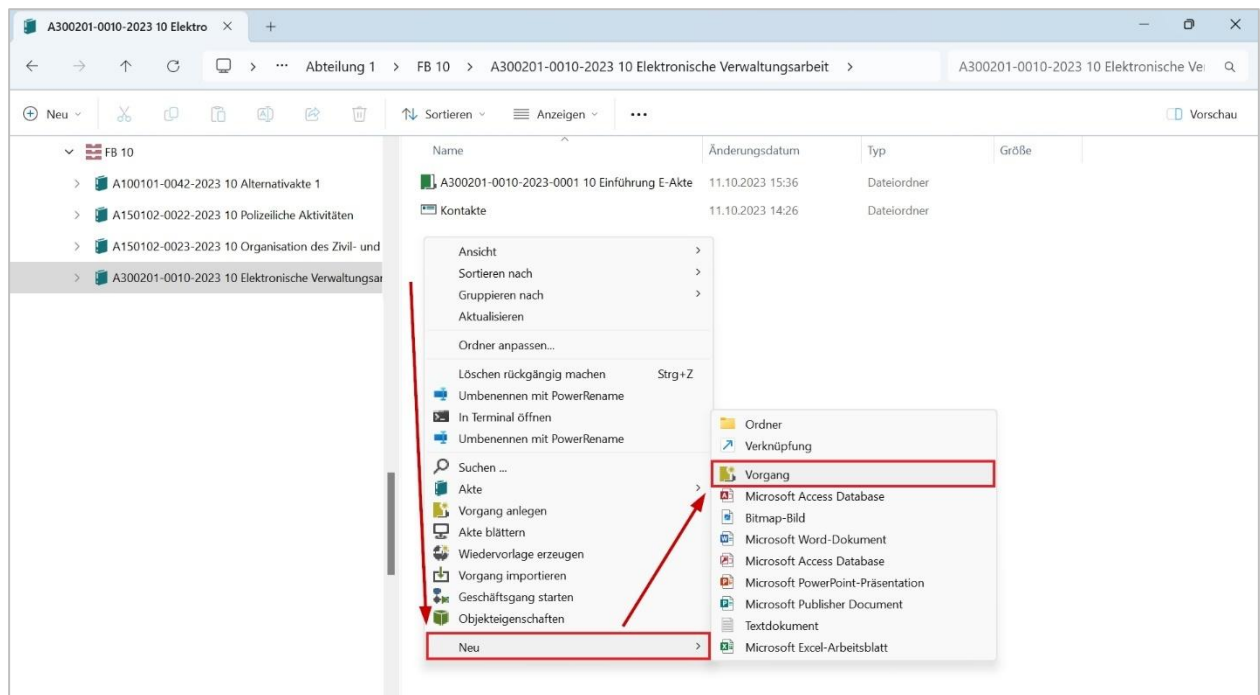 A300201-0010-2023 10 Elektro
Abteilung 1 > FB 10 > A300201-0010-2023 10 Elektronische Verwaltungsarbeit >
A300201-0010-2023 10 Elektronische Ve
Neu
Sortieren
Anzeigen
Vorschau
FB 10
A100101-0042-2023 10 Alternativakte 1
A150102-0022-2023 10 Polizeiliche Aktivitäten
A150102-0023-2023 10 Organisation des Zivil- und
A300201-0010-2023 10 Elektronische Verwaltungsar
Name Änderungsdatum Typ Größe
A300201-0010-2023-0001 10 Einführung E-Akte 11.10.2023 15:36 Dateiordner
Kontakte 11.10.2023 14:26 Dateiordner
Ansicht
Sortieren nach
Gruppieren nach
Aktualisieren
Ordner anpassen...
Löschen rückgängig machen Strg+Z
Umbenennen mit PowerRename
In Terminal öffnen
Umbenennen mit PowerRename
Suchen ...
Akte
Vorgang anlegen
Akte blättern
Wiedervorlage erzeugen
Vorgang importieren
Geschäftsgang starten
Objekteigenschaften
Neu
Ordner
Verknüpfung
Vorgang
Microsoft Access Database
Bitmap-Bild
Microsoft Word-Dokument
Microsoft Access Database
Microsoft PowerPoint-Präsentation
Microsoft Publisher Document
Textdokument
Microsoft Excel-Arbeitsblatt